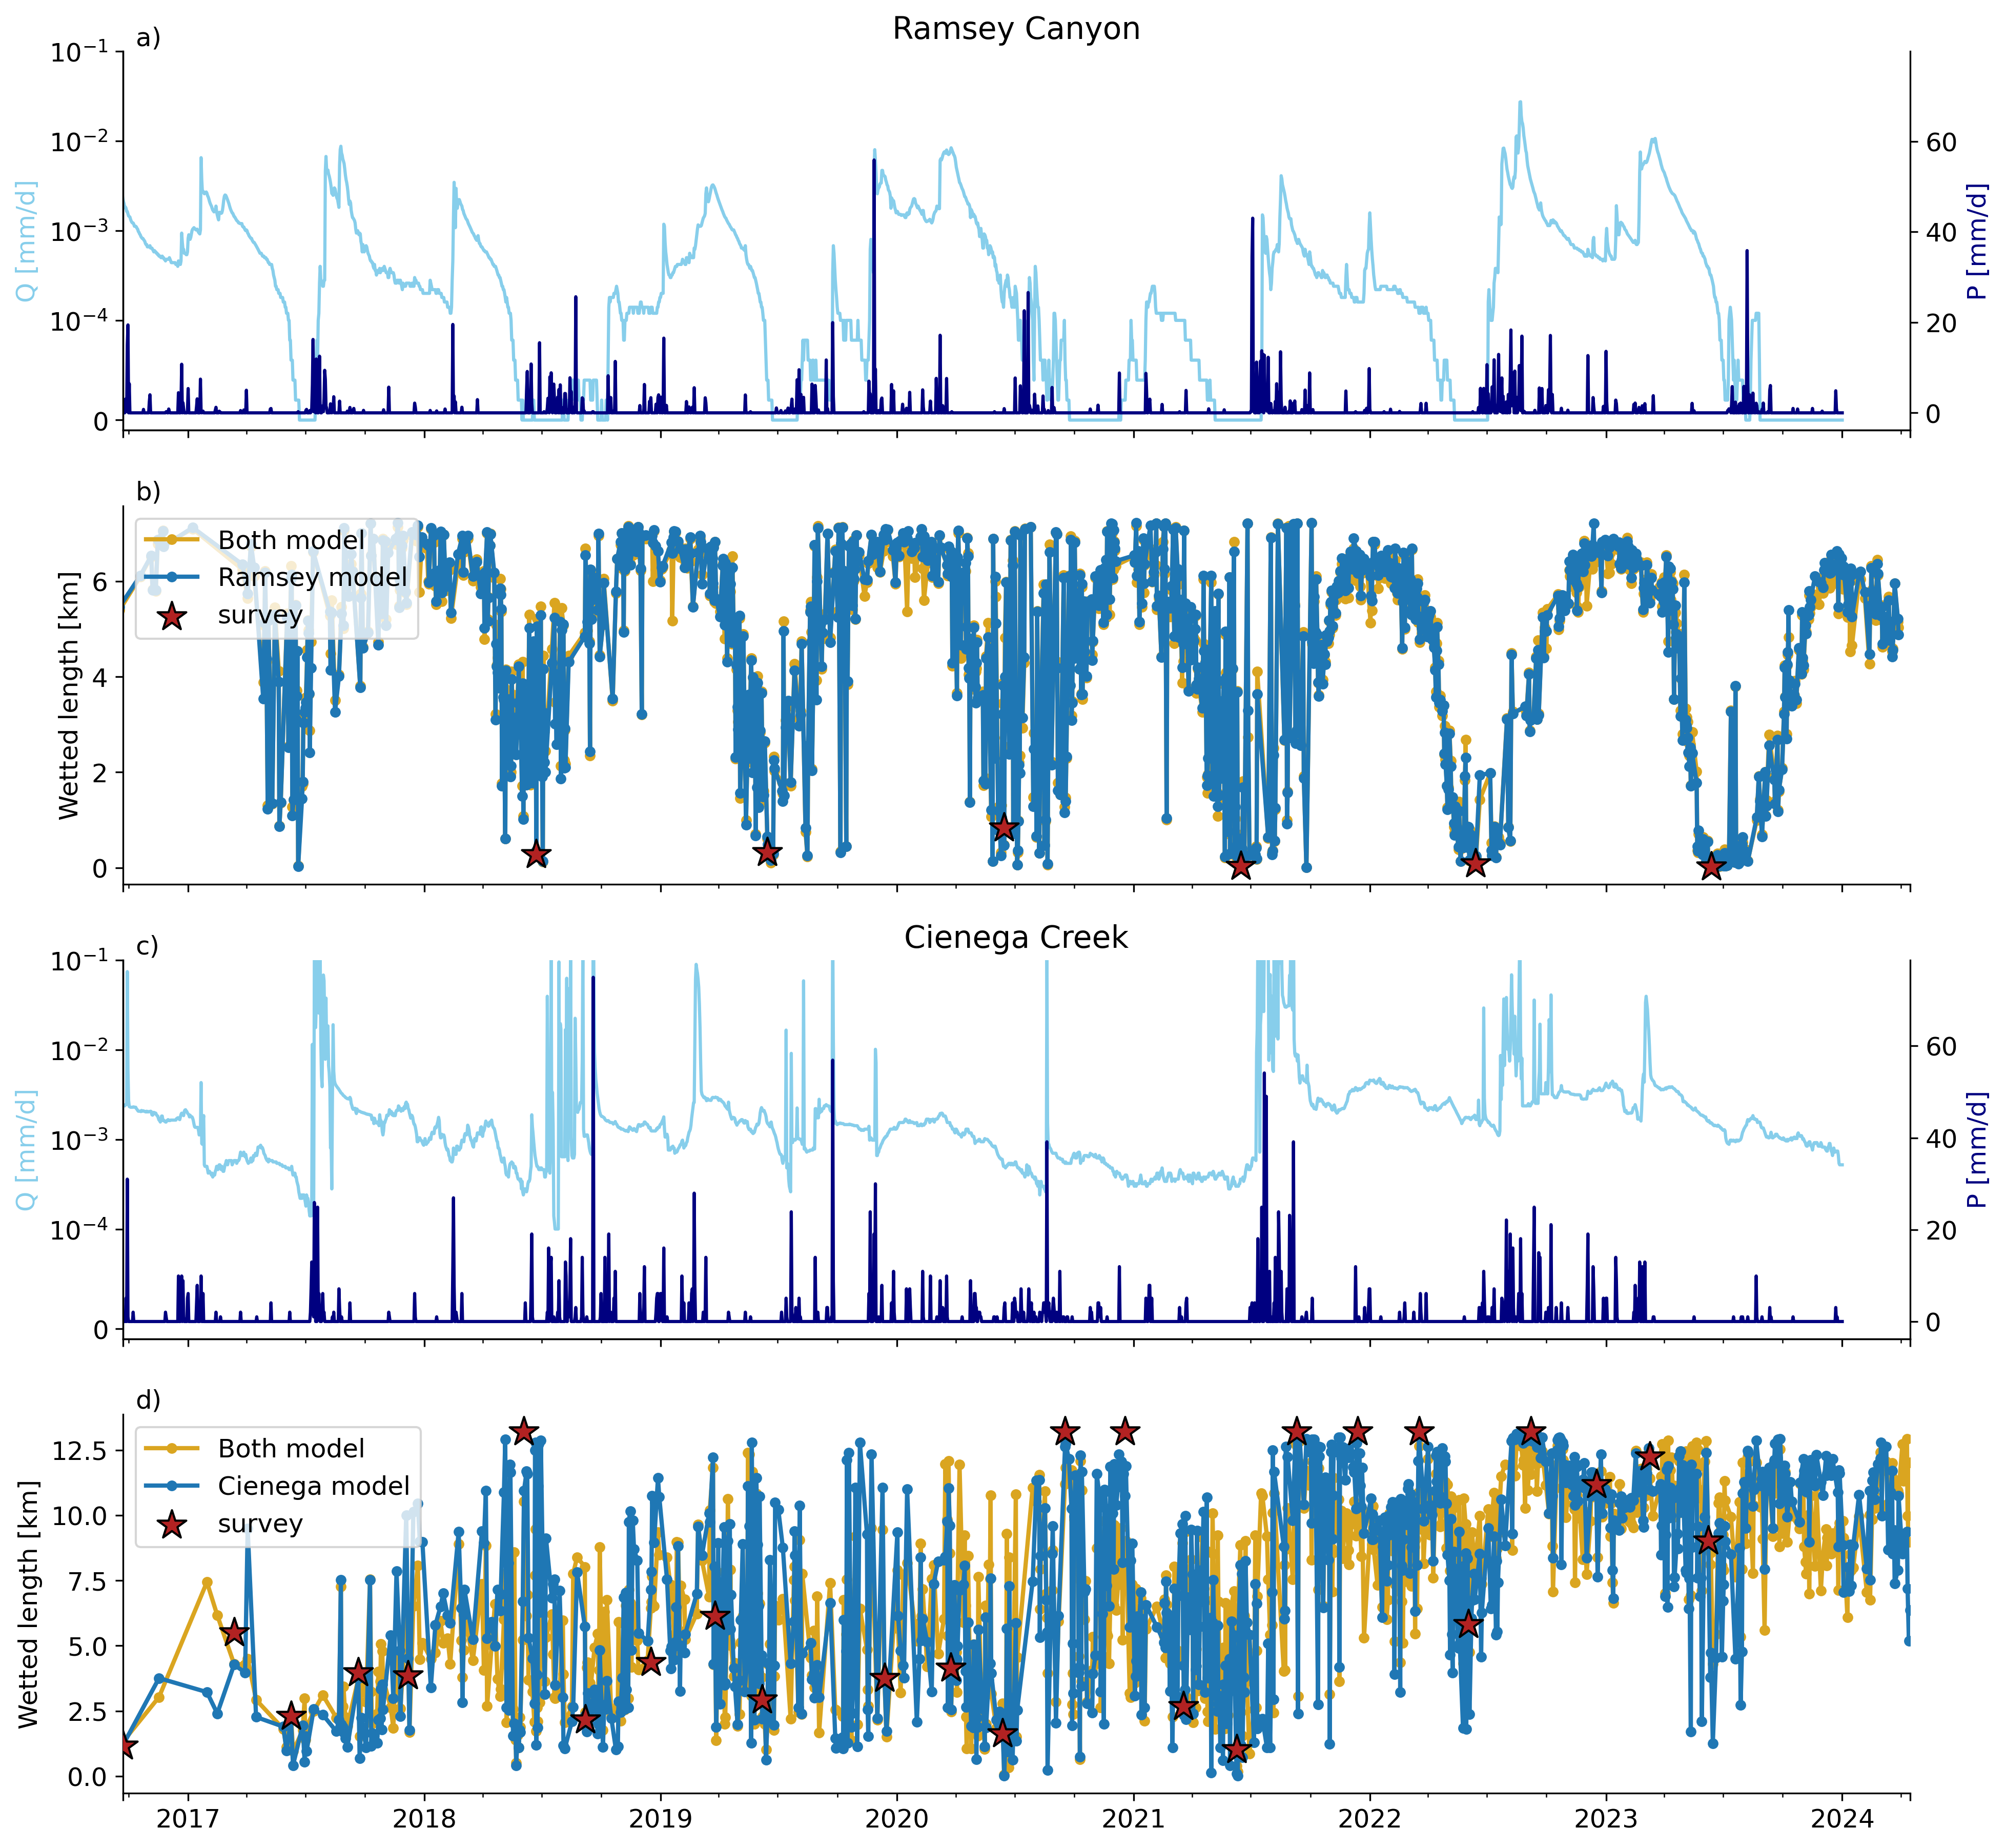 Ramsey Canyon
a)
10⁻¹
10⁻²
10⁻³
10⁻⁴
0
Q [mm/d]
60
40
20
0
P [mm/d]
b)
Both model
Ramsey model
survey
6
4
2
0
Wetted length [km]
Cienega Creek
c)
10⁻¹
10⁻²
10⁻³
10⁻⁴
0
Q [mm/d]
60
40
20
0
P [mm/d]
d)
Both model
Cienega model
survey
12.5
10.0
7.5
5.0
2.5
0.0
Wetted length [km]
2017 2018 2019 2020 2021 2022 2023 2024